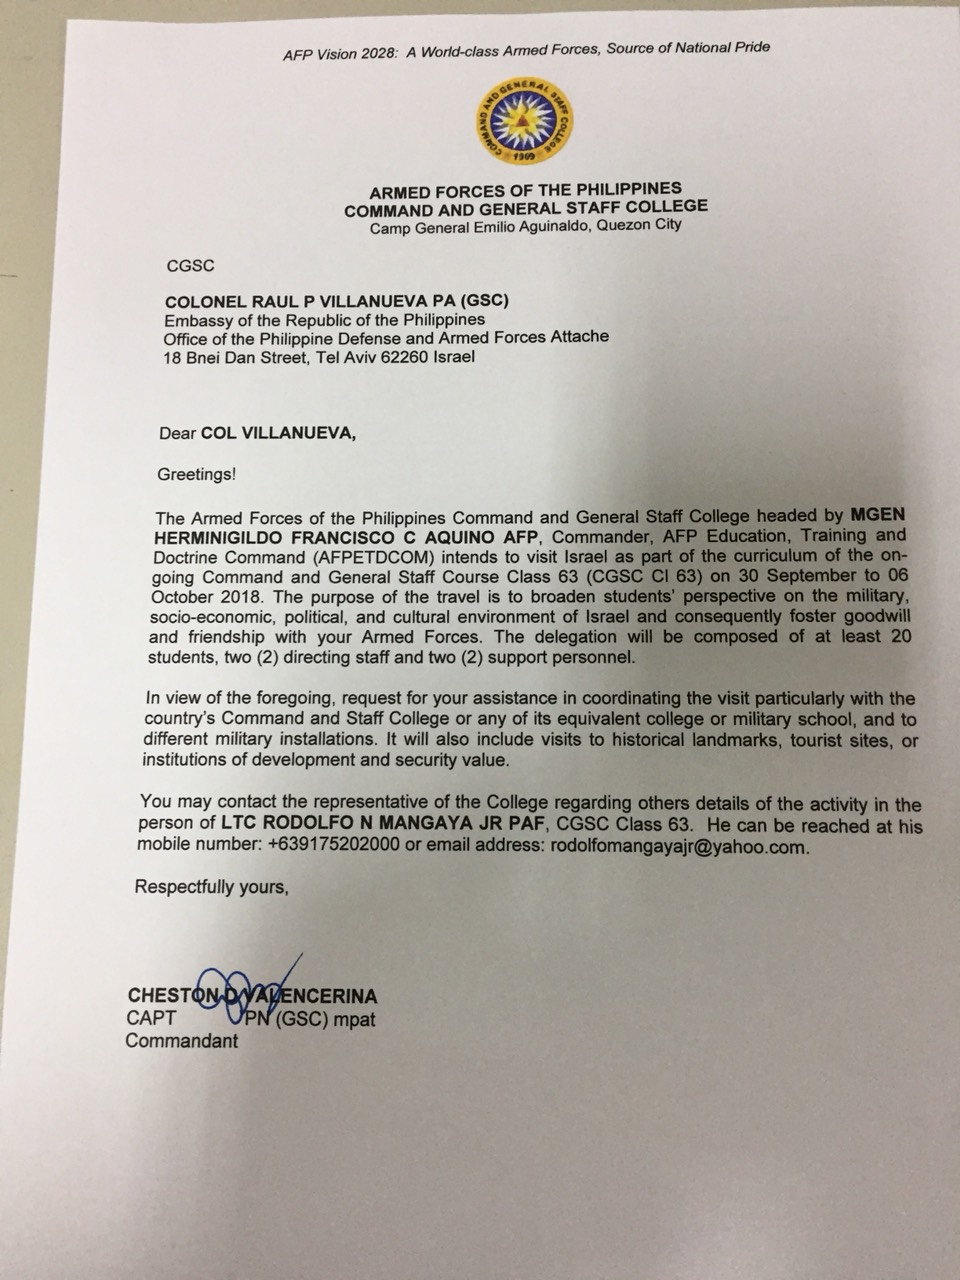 AFP Vision 2028: A World-class Armed Forces, Source of National Pride
COMMAND AND GENERAL STAFF COLLEGE
1969
ARMED FORCES OF THE PHILIPPINES
COMMAND AND GENERAL STAFF COLLEGE
Camp General Emilio Aguinaldo, Quezon City
CGSC
COLONEL RAUL P VILLANUEVA PA (GSC)
Embassy of the Republic of the Philippines
Office of the Philippine Defense and Armed Forces Attache
18 Bnei Dan Street, Tel Aviv 62260 Israel
Dear COL VILLANUEVA,
Greetings!
The Armed Forces of the Philippines Command and General Staff College headed by MGEN
HERMINIGILDO FRANCISCO C AQUINO AFP, Commander, AFP Education, Training and
Doctrine Command (AFPETDCOM) intends to visit Israel as part of the curriculum of the on-
going Command and General Staff Course Class 63 (CGSC Cl 63) on 30 September to 06
October 2018. The purpose of the travel is to broaden students' perspective on the military,
socio-economic, political, and cultural environment of Israel and consequently foster goodwill
and friendship with your Armed Forces. The delegation will be composed of at least 20
students, two (2) directing staff and two (2) support personnel.
In view of the foregoing, request for your assistance in coordinating the visit particularly with the
country's Command and Staff College or any of its equivalent college or military school, and to
different military installations. It will also include visits to historical landmarks, tourist sites, or
institutions of development and security value.
You may contact the representative of the College regarding others details of the activity in the
person of LTC RODOLFO N MANGAYA JR PAF, CGSC Class 63. He can be reached at his
mobile number: +639175202000 or email address: rodolfomangayajr@yahoo.com.
Respectfully yours,
CHESTON D VALENCERINA
CAPT PN (GSC) mpat
Commandant